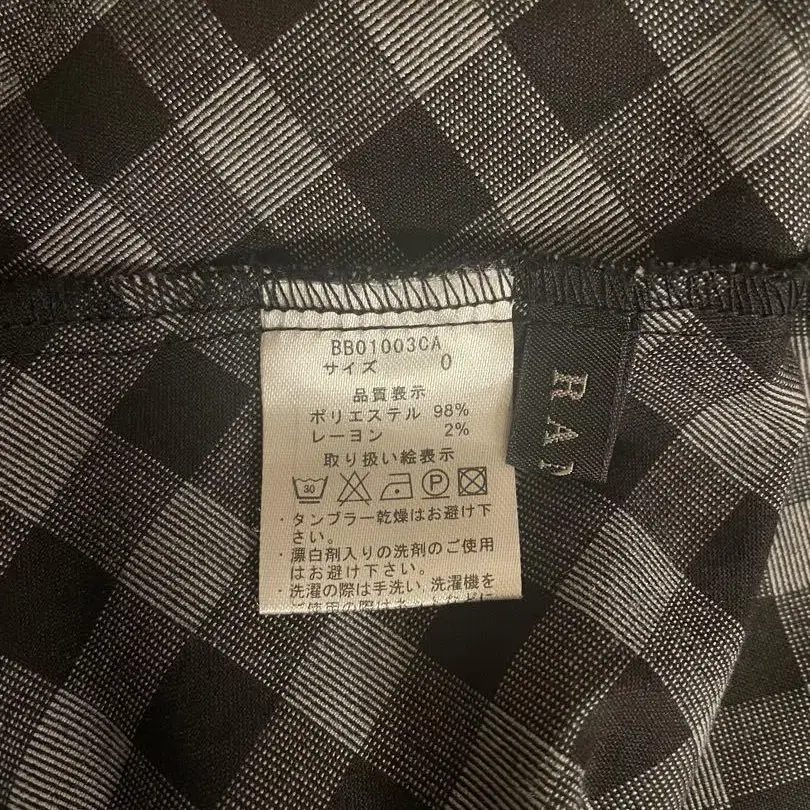 BB01003CA
サイズ 0
品質表示
ポリエステル 98%
レーヨン 2%
取り扱い絵表示
30 P
・タンブラー乾燥はお避け下
さい。
・漂白剤入りの洗剤のご使用
はお避け下さい。
・洗濯の際は手洗い、洗濯機を
RA